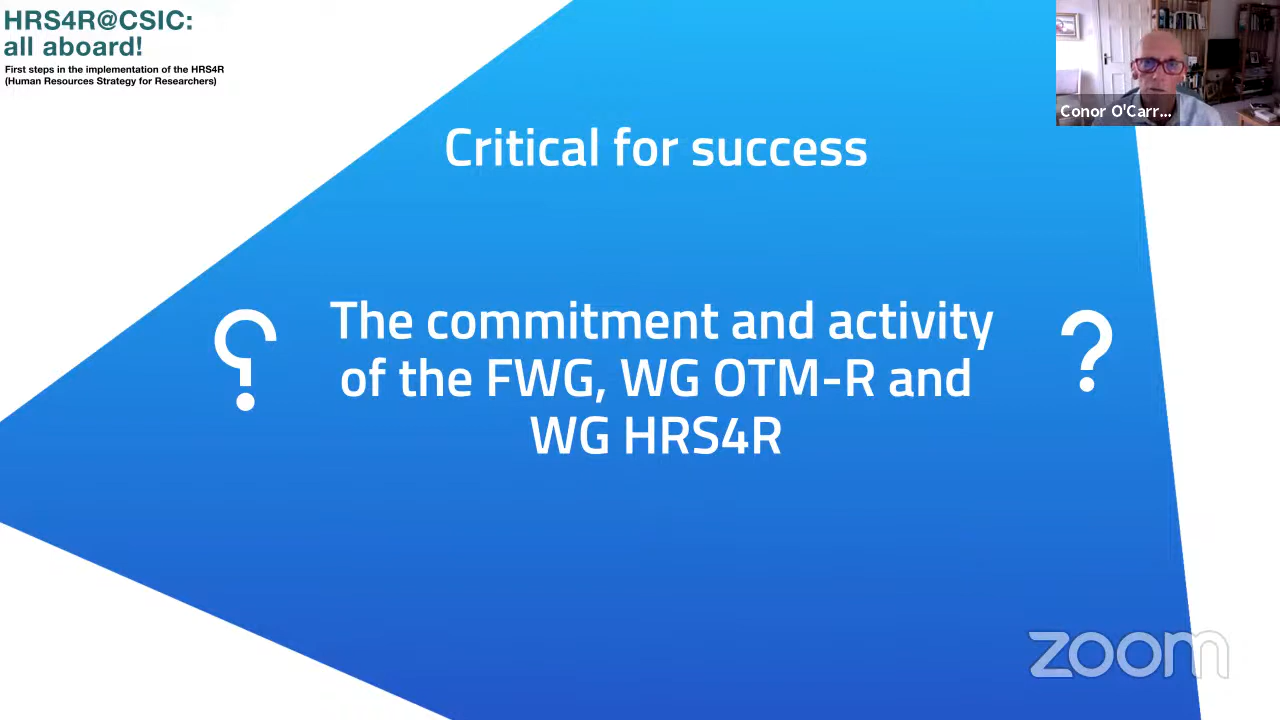 HRS4R@CSIC:
all aboard!
First steps in the implementation of the HRS4R
(Human Resources Strategy for Researchers)
Conor O'Carr...
Critical for success
? The commitment and activity ?
of the FWG, WG OTM-R and
WG HRS4R
zoom